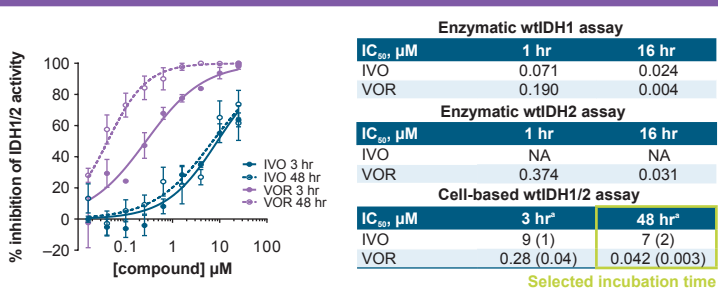 % inhibition of IDH1/2 activity
100
80
60
40
20
0
–20
0.1 1 10 100
[compound] µM
IVO 3 hr
IVO 48 hr
VOR 3 hr
VOR 48 hr
Enzymatic wtIDH1 assay
IC50, µM 1 hr 16 hr
IVO 0.071 0.024
VOR 0.190 0.004
Enzymatic wtIDH2 assay
IC50, µM 1 hr 16 hr
IVO NA NA
VOR 0.374 0.031
Cell-based wtIDH1/2 assay
IC50, µM 3 hrª 48 hrª
IVO 9 (1) 7 (2)
VOR 0.28 (0.04) 0.042 (0.003)
Selected incubation time